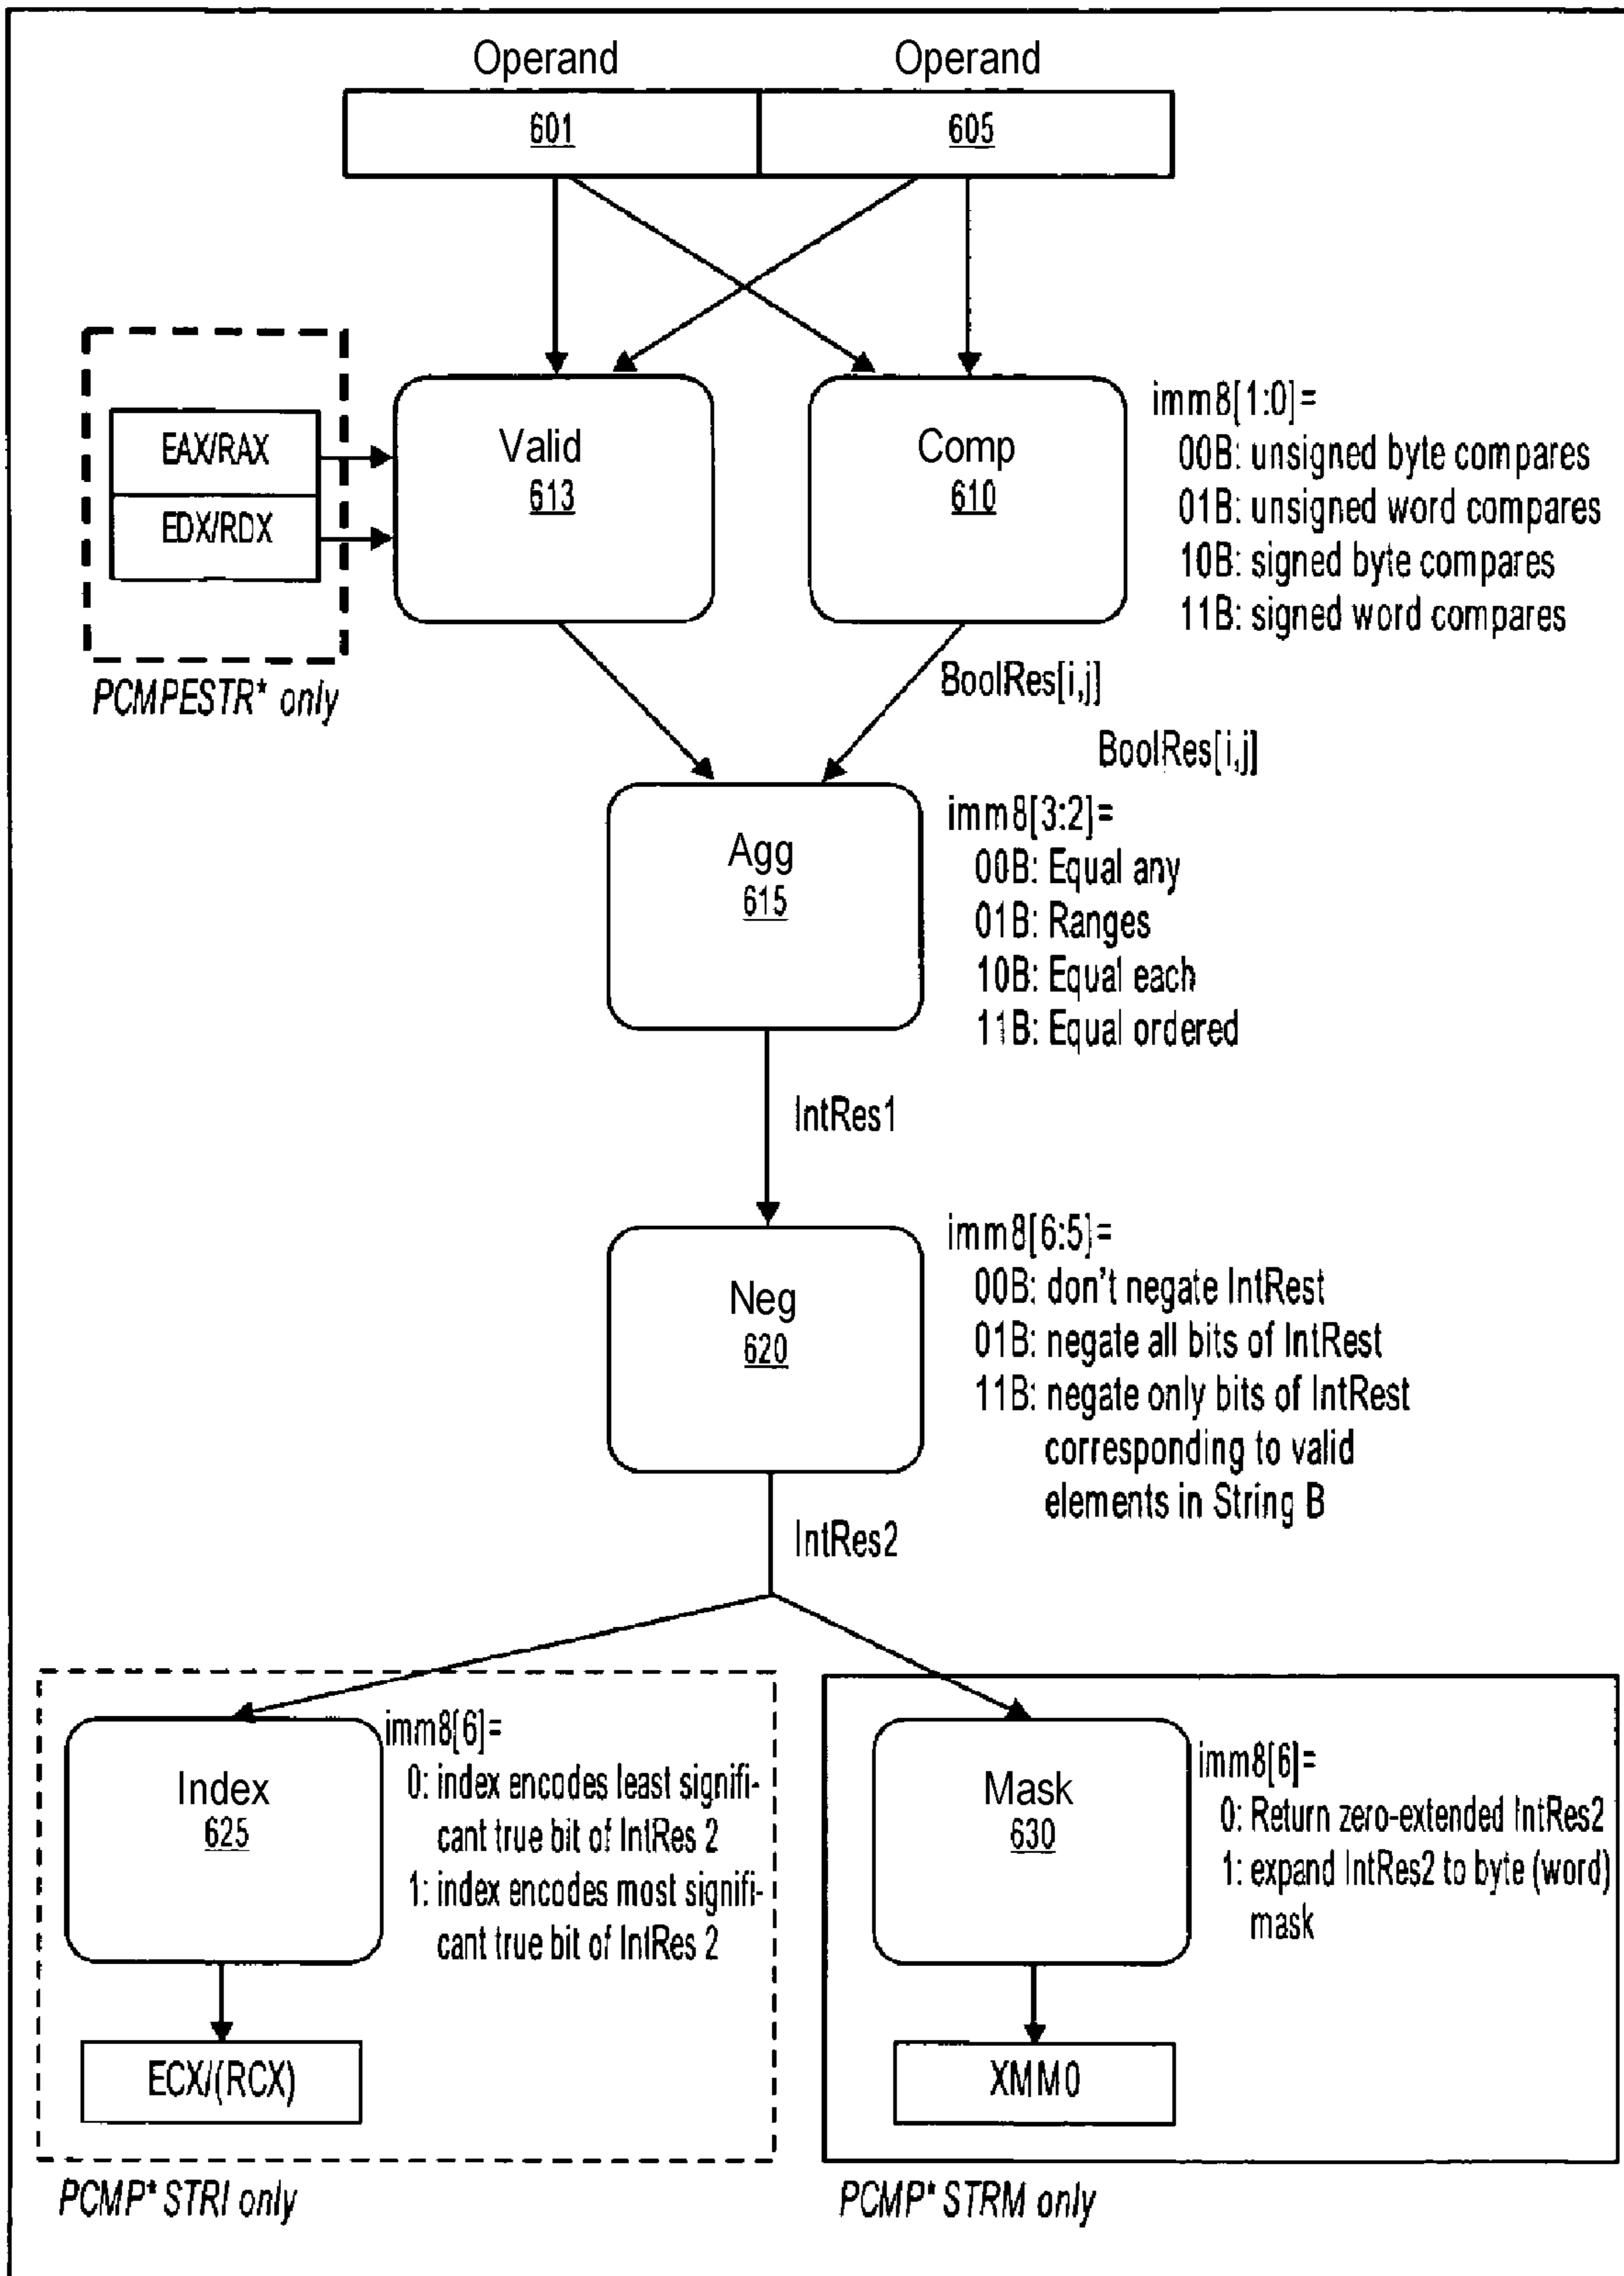 Operand Operand
601 605
EAX/RAX
EDX/RDX
PCMPESTR* only
Valid
613
Comp
610
imm8[1:0]=
00B: unsigned byte compares
01B: unsigned word compares
10B: signed byte compares
11B: signed word compares
BoolRes[i,j]
BoolRes[i,j]
Agg
615
imm8[3:2]=
00B: Equal any
01B: Ranges
10B: Equal each
11B: Equal ordered
IntRes1
Neg
620
imm8[6:5]=
00B: don't negate IntRest
01B: negate all bits of IntRest
11B: negate only bits of IntRest
corresponding to valid
elements in String B
IntRes2
Index
625
imm8[6]=
0: index encodes least signifi-
cant true bit of IntRes 2
1: index encodes most signifi-
cant true bit of IntRes 2
ECX/(RCX)
PCMP* STRI only
Mask
630
imm8[6]=
0: Return zero-extended IntRes2
1: expand IntRes2 to byte (word)
mask
XMM0
PCMP* STRM only